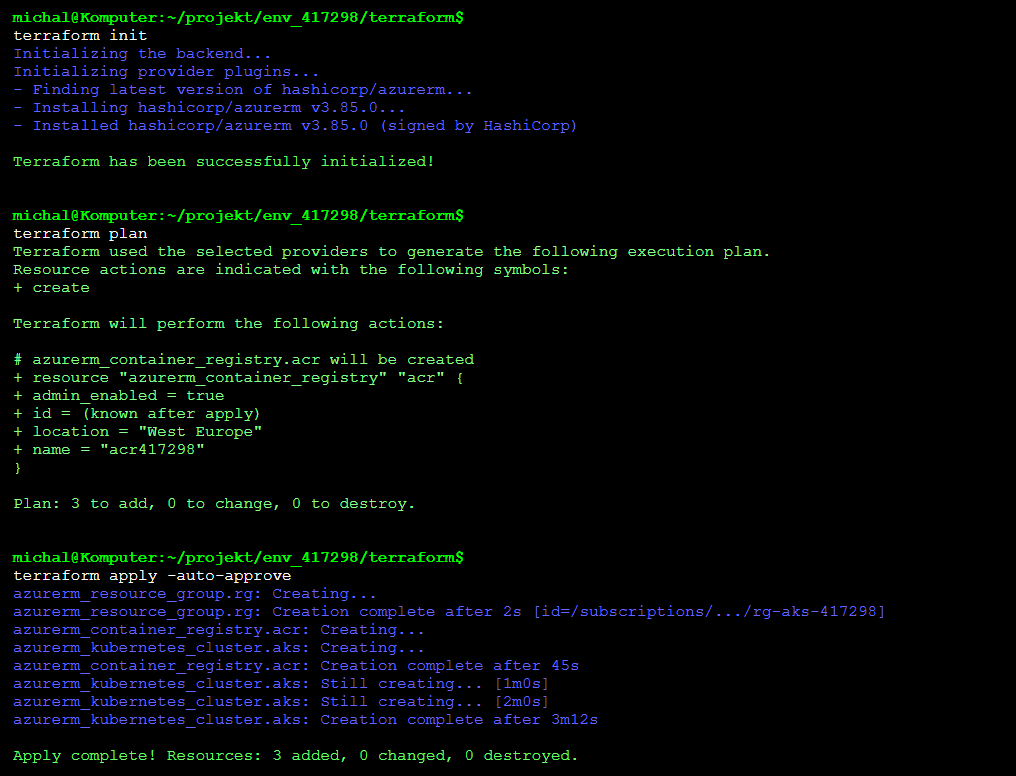 michal@Komputer:~/projekt/env_417298/terraform$
terraform init
Initializing the backend...
Initializing provider plugins...
- Finding latest version of hashicorp/azurerm...
- Installing hashicorp/azurerm v3.85.0...
- Installed hashicorp/azurerm v3.85.0 (signed by HashiCorp)
Terraform has been successfully initialized!
michal@Komputer:~/projekt/env_417298/terraform$
terraform plan
Terraform used the selected providers to generate the following execution plan.
Resource actions are indicated with the following symbols:
+ create
Terraform will perform the following actions:
# azurerm_container_registry.acr will be created
+ resource "azurerm_container_registry" "acr" {
+ admin_enabled = true
+ id = (known after apply)
+ location = "West Europe"
+ name = "acr417298"
}
Plan: 3 to add, 0 to change, 0 to destroy.
michal@Komputer:~/projekt/env_417298/terraform$
terraform apply -auto-approve
azurerm_resource_group.rg: Creating...
azurerm_resource_group.rg: Creation complete after 2s [id=/subscriptions/.../rg-aks-417298]
azurerm_container_registry.acr: Creating...
azurerm_kubernetes_cluster.aks: Creating...
azurerm_container_registry.acr: Creation complete after 45s
azurerm_kubernetes_cluster.aks: Still creating... [1m0s]
azurerm_kubernetes_cluster.aks: Still creating... [2m0s]
azurerm_kubernetes_cluster.aks: Creation complete after 3m12s
Apply complete! Resources: 3 added, 0 changed, 0 destroyed.